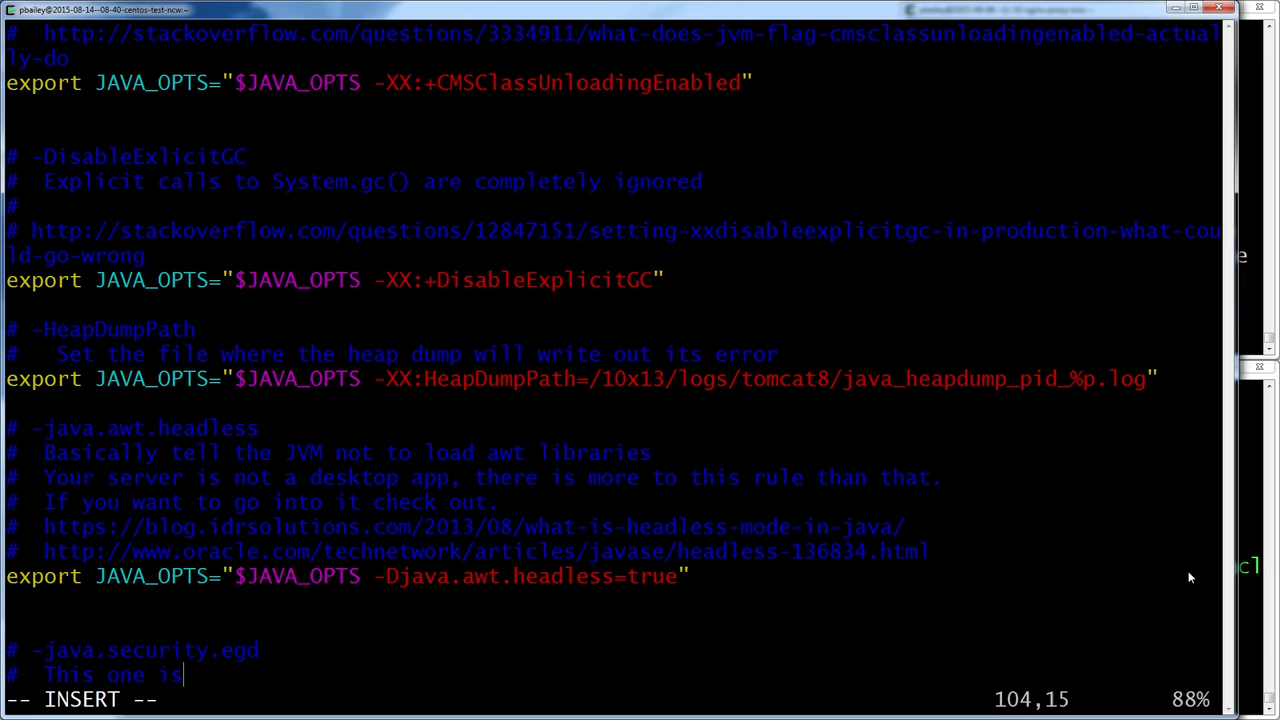 pbailey@2015-08-14--08-40-centos-test-ncw:~
#  http://stackoverflow.com/questions/3334911/what-does-jvm-flag-cmsclassunloadingenabled-actual
ly-do
export JAVA_OPTS="$JAVA_OPTS -XX:+CMSClassUnloadingEnabled"
# -DisableExlicitGC
#  Explicit calls to System.gc() are completely ignored
#
# http://stackoverflow.com/questions/12847151/setting-xxdisableexplicitgc-in-production-what-cou
ld-go-wrong
export JAVA_OPTS="$JAVA_OPTS -XX:+DisableExplicitGC"
# -HeapDumpPath
#   Set the file where the heap dump will write out its error
export JAVA_OPTS="$JAVA_OPTS -XX:HeapDumpPath=/10x13/logs/tomcat8/java_heapdump_pid_%p.log"
# -java.awt.headless
#  Basically tell the JVM not to load awt libraries
#  Your server is not a desktop app, there is more to this rule than that.
#  If you want to go into it check out.
#  https://blog.idrsolutions.com/2013/08/what-is-headless-mode-in-java/
#  http://www.oracle.com/technetwork/articles/javase/headless-136834.html
export JAVA_OPTS="$JAVA_OPTS -Djava.awt.headless=true"
# -java.security.egd
#  This one is
-- INSERT -- 104,15 88%
e
cl